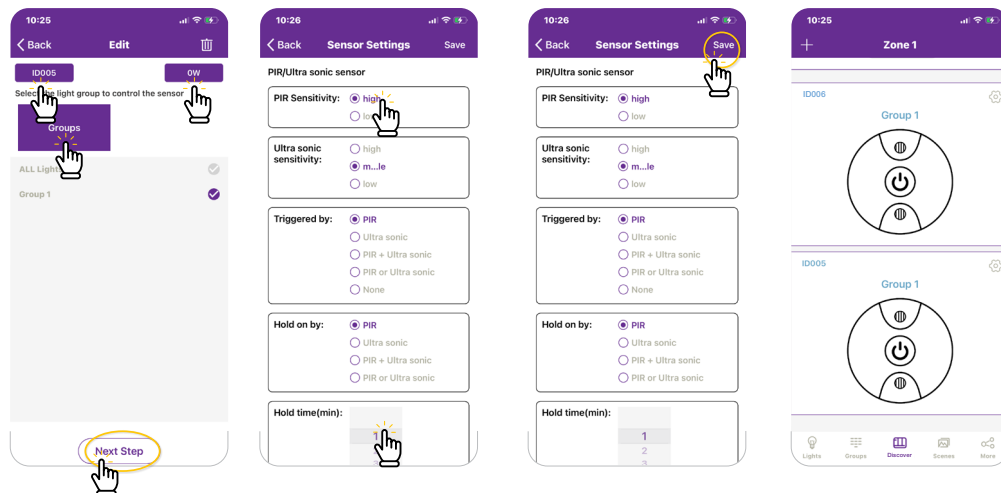 10:25
Back
Edit
ID005
0W
Select the light group to control the sensor
Groups
ALL Lights
Group 1
Next Step
10:26
Back
Sensor Settings
Save
PIR/Ultra sonic sensor
PIR Sensitivity:
high
low
Ultra sonic
sensitivity:
high
m...le
low
Triggered by:
PIR
Ultra sonic
PIR + Ultra sonic
PIR or Ultra sonic
None
Hold on by:
PIR
Ultra sonic
PIR + Ultra sonic
PIR or Ultra sonic
Hold time(min):
1
10:26
Back
Sensor Settings
Save
PIR/Ultra sonic sensor
PIR Sensitivity:
high
low
Ultra sonic
sensitivity:
high
m...le
low
Triggered by:
PIR
Ultra sonic
PIR + Ultra sonic
PIR or Ultra sonic
None
Hold on by:
PIR
Ultra sonic
PIR + Ultra sonic
PIR or Ultra sonic
Hold time(min):
1
2
3
10:25
Zone 1
ID006
Group 1
ID005
Group 1
Lights
Groups
Discover
Scenes
More